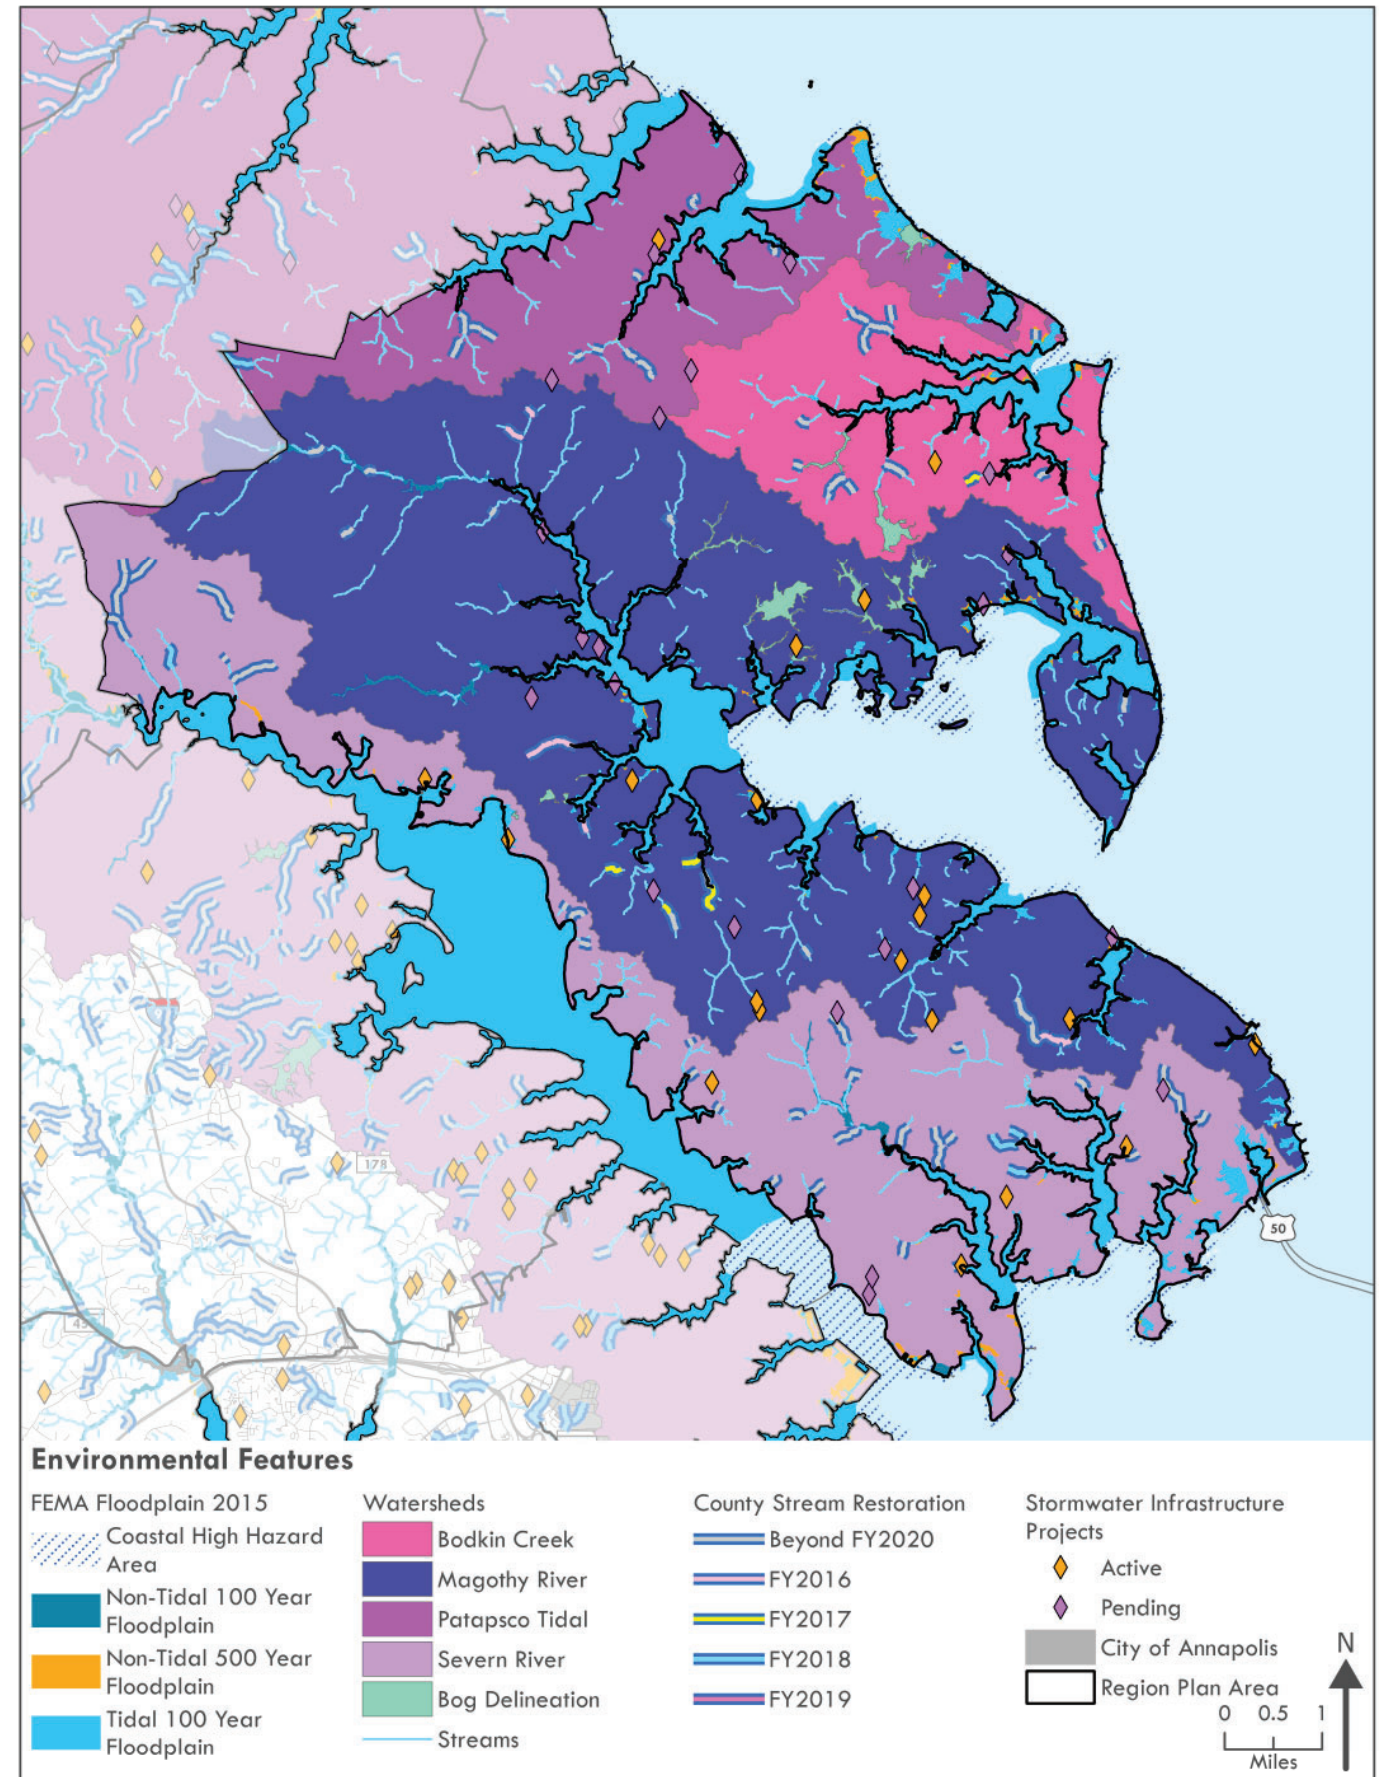 178
50
Environmental Features
FEMA Floodplain 2015
Coastal High Hazard
Area
Non-Tidal 100 Year
Floodplain
Non-Tidal 500 Year
Floodplain
Tidal 100 Year
Floodplain
Watersheds
Bodkin Creek
Magothy River
Patapsco Tidal
Severn River
Bog Delineation
Streams
County Stream Restoration
Beyond FY2020
FY2016
FY2017
FY2018
FY2019
Stormwater Infrastructure
Projects
Active
Pending
City of Annapolis
Region Plan Area
N
0 0.5 1
Miles